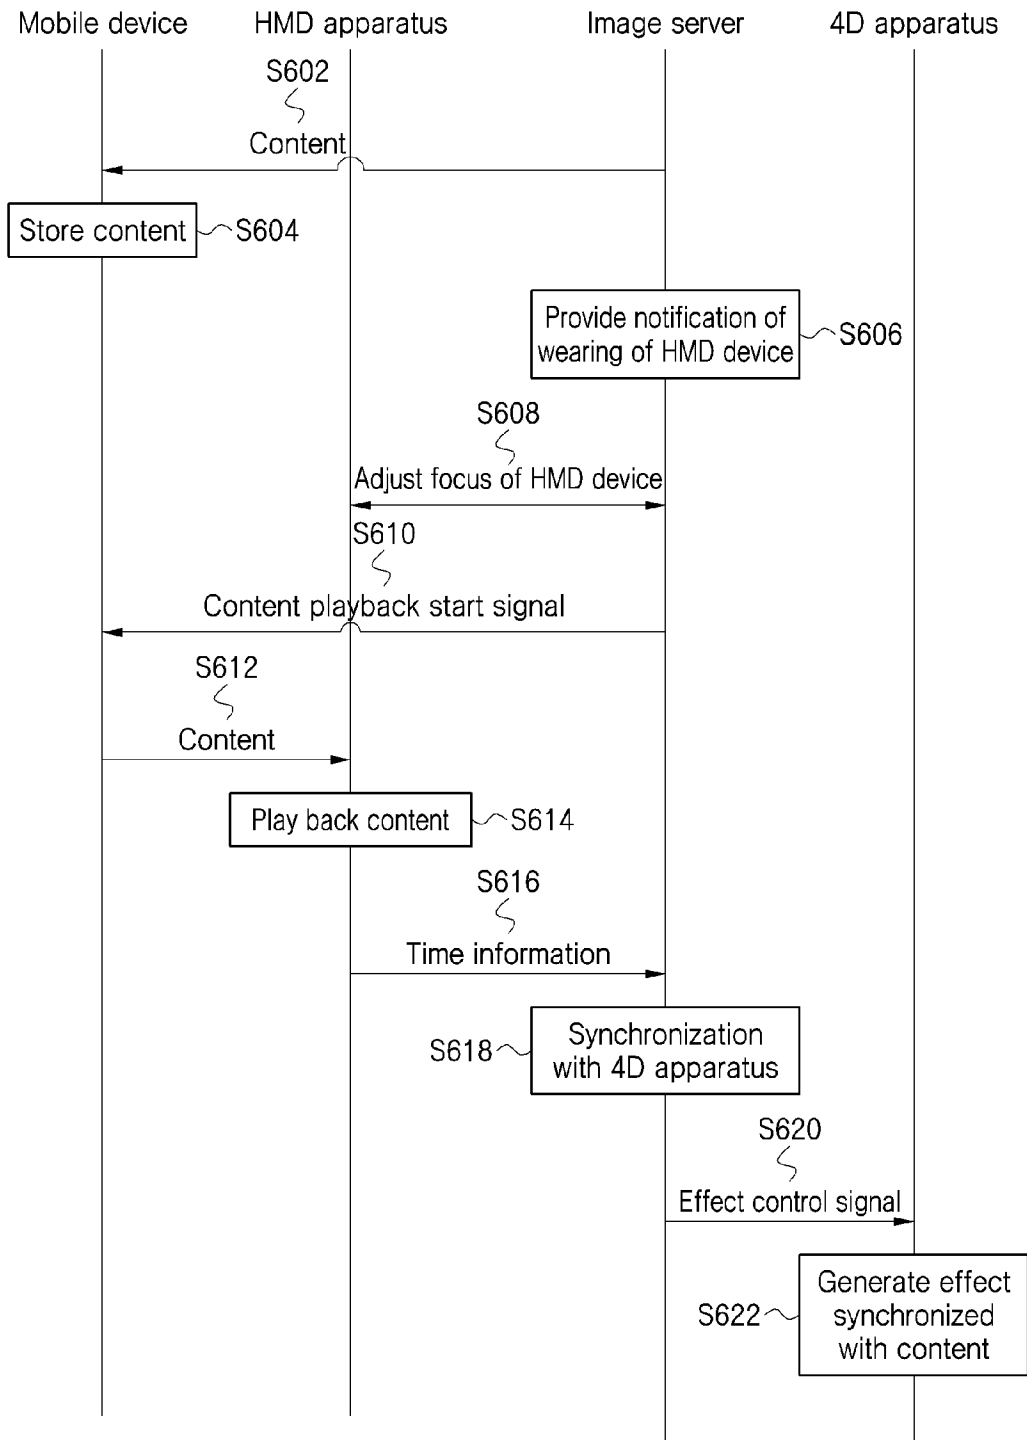 Mobile device
HMD apparatus
Image server
4D apparatus
S602
Content
Store content
S604
Provide notification of
wearing of HMD device
S606
S608
Adjust focus of HMD device
S610
Content playback start signal
S612
Content
Play back content
S614
S616
Time information
S618
Synchronization
with 4D apparatus
S620
Effect control signal
S622
Generate effect
synchronized
with content